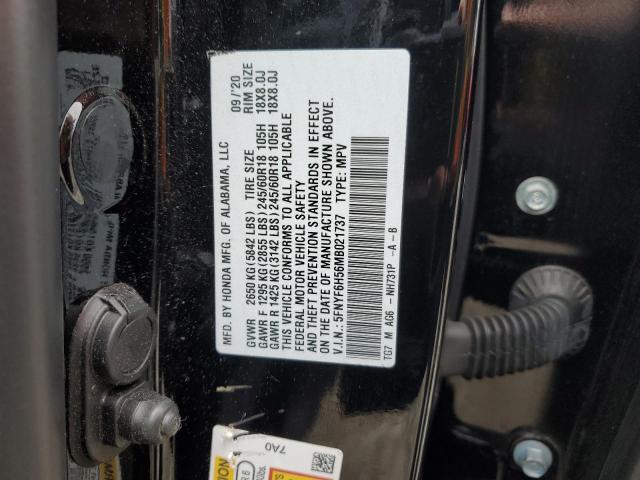 MFD. BY HONDA MFG. OF ALABAMA, LLC 09/'20
GVWR 2650 KG(5842 LBS) TIRE SIZE RIM SIZE
GAWR F 1295 KG(2855 LBS) 245/60R18 105H 18X8.0J
GAWR R 1425 KG(3142 LBS) 245/60R18 105H 18X8.0J
THIS VEHICLE CONFORMS TO ALL APPLICABLE
FEDERAL MOTOR VEHICLE SAFETY
AND THEFT PREVENTION STANDARDS IN EFFECT
ON THE DATE OF MANUFACTURE SHOWN ABOVE.
V.I.N.: 5FNYF6H56MB021737 TYPE: MPV
TG7 M AG6 - NH731P -A -B
7A0